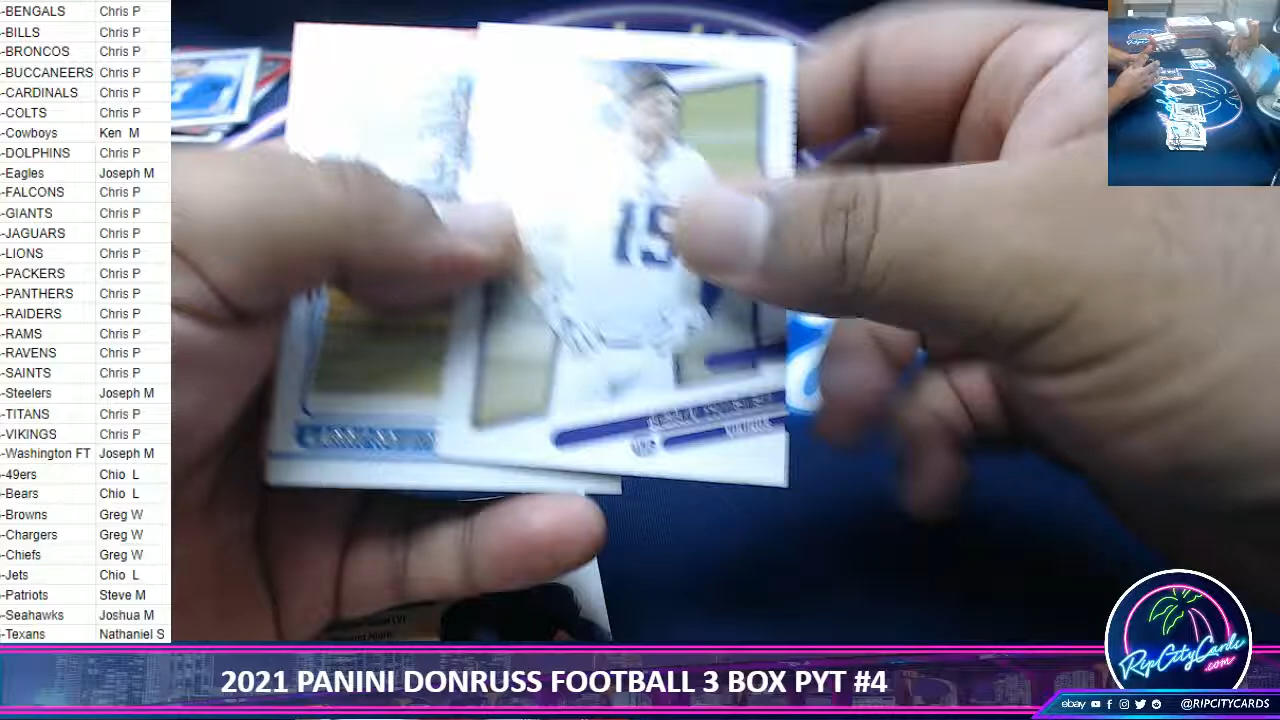 -BENGALS Chris P
-BILLS Chris P
-BRONCOS Chris P
-BUCCANEERS Chris P
-CARDINALS Chris P
-COLTS Chris P
-Cowboys Ken M
-DOLPHINS Chris P
-Eagles Joseph M
-FALCONS Chris P
-GIANTS Chris P
-JAGUARS Chris P
-LIONS Chris P
-PACKERS Chris P
-PANTHERS Chris P
-RAIDERS Chris P
-RAMS Chris P
-RAVENS Chris P
-SAINTS Chris P
-Steelers Joseph M
-TITANS Chris P
-VIKINGS Chris P
-Washington FT Joseph M
-49ers Chio L
-Bears Chio L
-Browns Greg W
-Chargers Greg W
-Chiefs Greg W
-Jets Chio L
-Patriots Steve M
-Seahawks Joshua M
-Texans Nathaniel S
15
WR
2021 PANINI DONRUSS FOOTBALL 3 BOX PYT #4
RipCityCards
.com
ebay
@RIPCITYCARDS